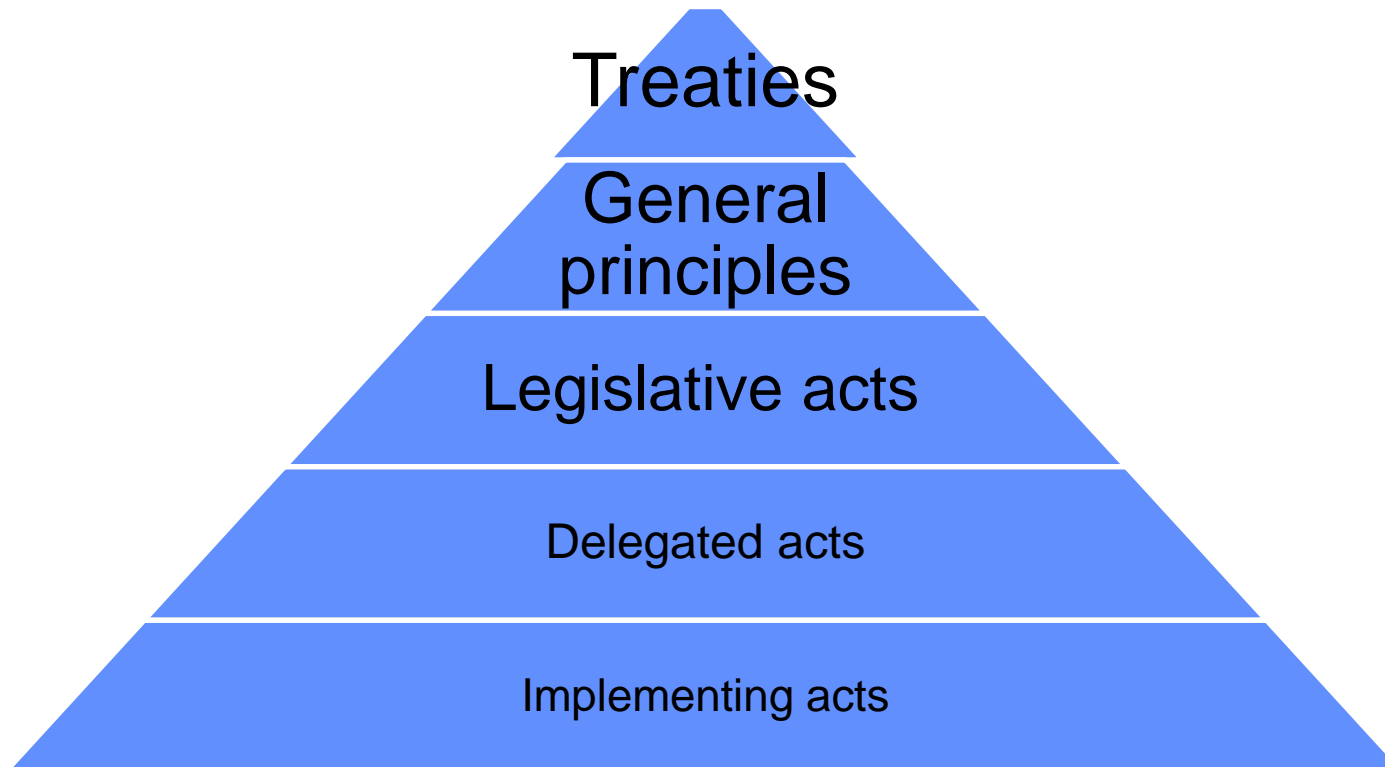 Treaties
General
principles
Legislative acts
Delegated acts
Implementing acts